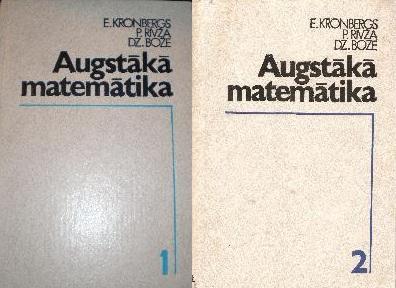 E. KRONBERGS
P. RIVŽA
DZ. BOŽE
Augstākā
matemātika
1
E. KRONBERGS
P. RIVŽA
DZ. BOŽE
Augstākā
matemātika
2